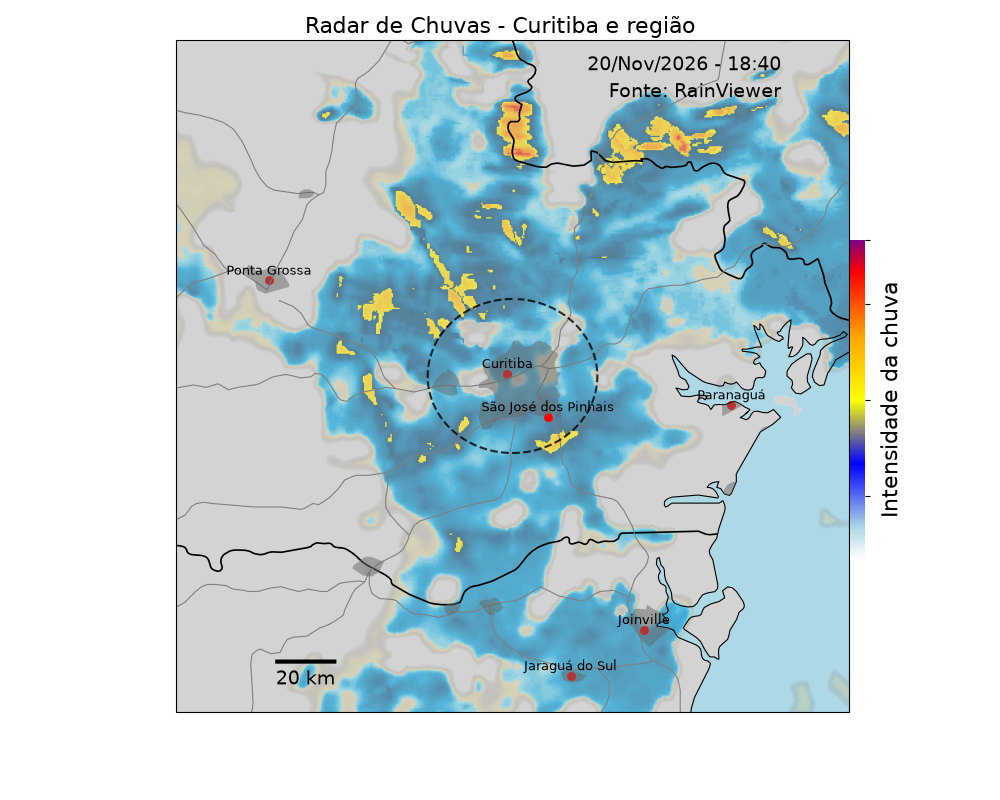 Radar de Chuvas - Curitiba e região
20/Nov/2026 - 18:40
Fonte: RainViewer
Ponta Grossa
Curitiba
São José dos Pinhais
Paranaguá
Joinville
Jaraguá do Sul
20 km
Intensidade da chuva